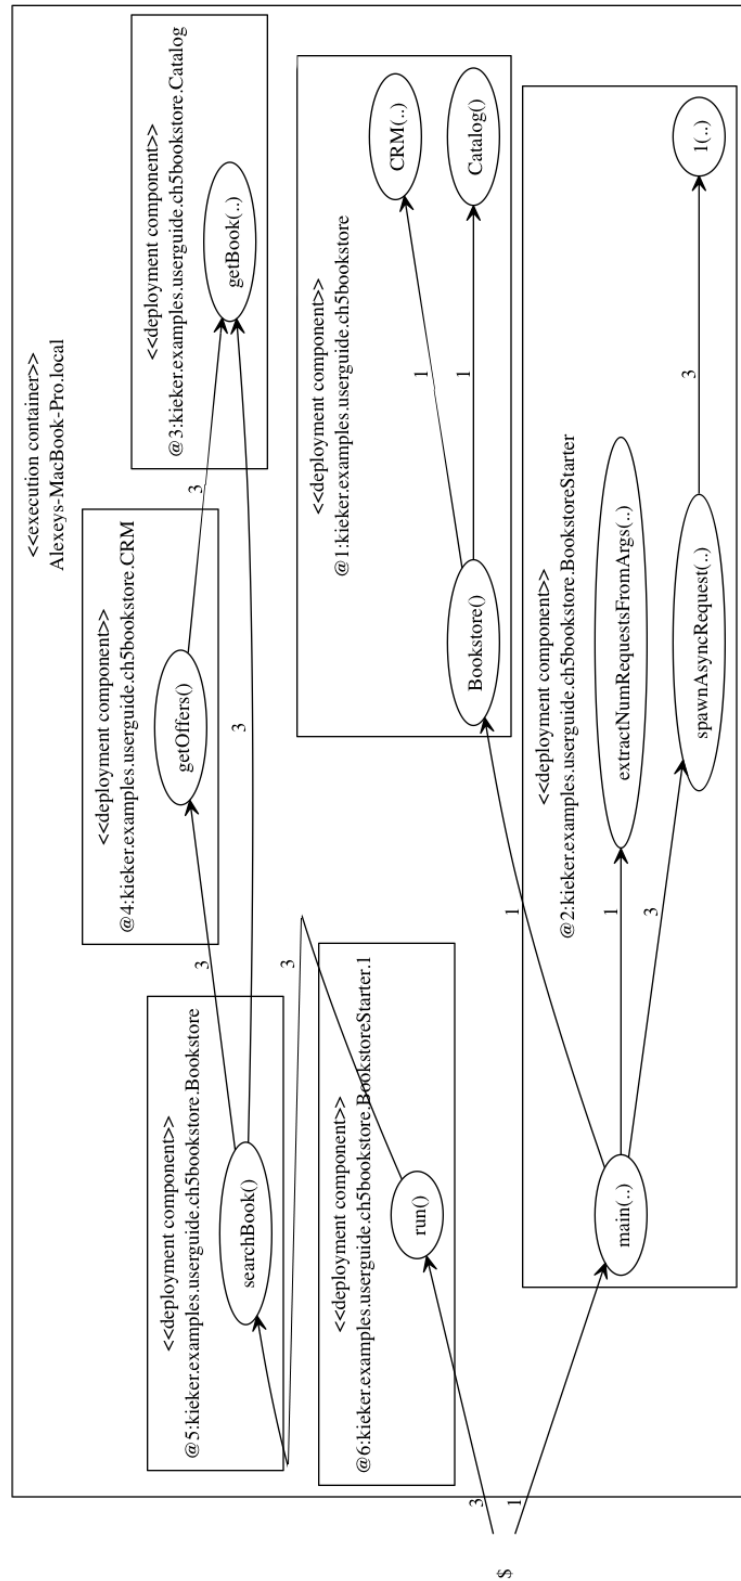 <<execution container>>
Alexeys-MacBook-Pro.local
<<deployment component>>
@3:kieker.examples.userguide.ch5bookstore.Catalog
getBook(..)
<<deployment component>>
@4:kieker.examples.userguide.ch5bookstore.CRM
getOffers()
<<deployment component>>
@5:kieker.examples.userguide.ch5bookstore.Bookstore
searchBook()
<<deployment component>>
@1:kieker.examples.userguide.ch5bookstore
CRM(..)
Catalog()
Bookstore()
<<deployment component>>
@6:kieker.examples.userguide.ch5bookstore.BookstoreStarter.1
run()
<<deployment component>>
@2:kieker.examples.userguide.ch5bookstore.BookstoreStarter
main(..)
extractNumRequestsFromArgs(..)
spawnAsyncRequest(..)
1(..)
$
3
1
3
3
3
3
1
1
3
1
1
3